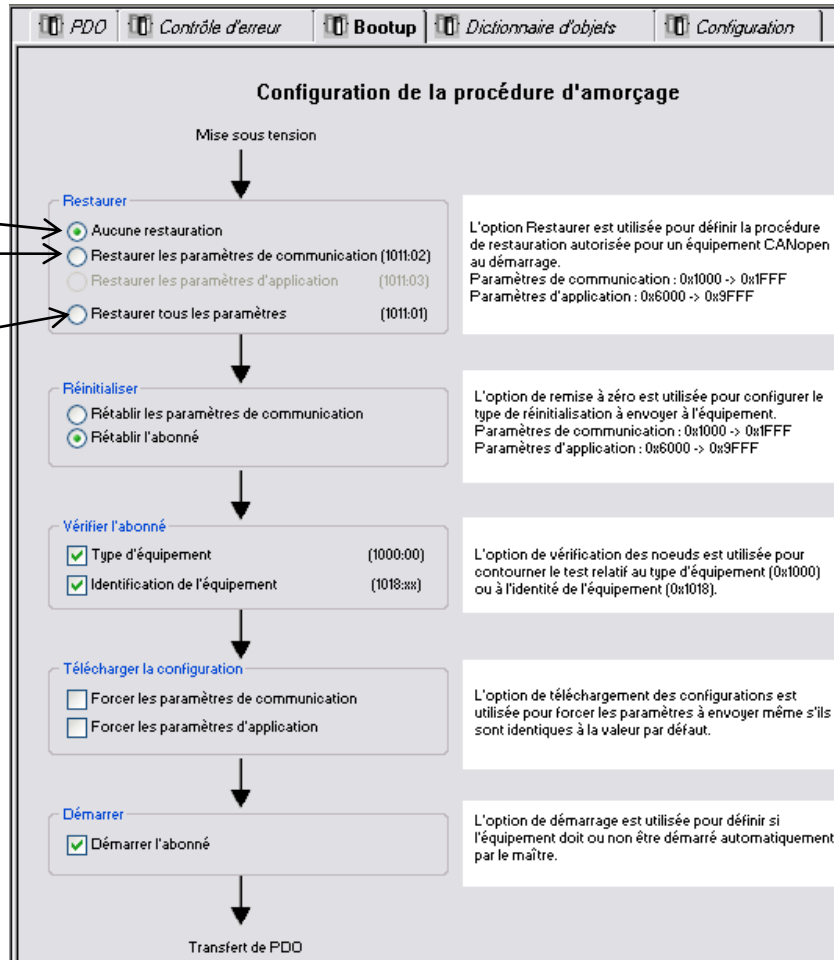 PDO Contrôle d'erreur Bootup Dictionnaire d'objets Configuration
Configuration de la procédure d'amorçage
Mise sous tension
Restaurer
Aucune restauration
Restaurer les paramètres de communication (1011:02)
Restaurer les paramètres d'application (1011:03)
Restaurer tous les paramètres (1011:01)
L'option Restaurer est utilisée pour définir la procédure
de restauration autorisée pour un équipement CANopen
au démarrage.
Paramètres de communication : 0x1000 -> 0x1FFF
Paramètres d'application : 0x6000 -> 0x9FFF
Réinitialiser
Rétablir les paramètres de communication
Rétablir l'abonné
L'option de remise à zéro est utilisée pour configurer le
type de réinitialisation à envoyer à l'équipement.
Paramètres de communication : 0x1000 -> 0x1FFF
Paramètres d'application : 0x6000 -> 0x9FFF
Vérifier l'abonné
Type d'équipement (1000:00)
Identification de l'équipement (1018:xx)
L'option de vérification des noeuds est utilisée pour
contourner le test relatif au type d'équipement (0x1000)
ou à l'identité de l'équipement (0x1018).
Télécharger la configuration
Forcer les paramètres de communication
Forcer les paramètres d'application
L'option de téléchargement des configurations est
utilisée pour forcer les paramètres à envoyer même s'ils
sont identiques à la valeur par défaut.
Démarrer
Démarrer l'abonné
L'option de démarrage est utilisée pour définir si
l'équipement doit ou non être démarré automatiquement
par le maître.
Transfert de PDO